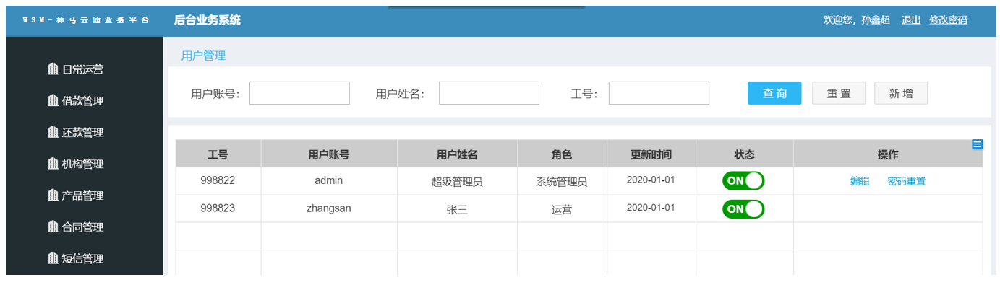 WSM-神马云脑业务平台 后台业务系统 欢迎您，孙鑫超 退出 修改密码
用户管理
日常运营
借款管理
还款管理
机构管理
产品管理
合同管理
短信管理
用户账号： 用户姓名： 工号： 查询 重置 新增
工号 用户账号 用户姓名 角色 更新时间 状态 操作
998822 admin 超级管理员 系统管理员 2020-01-01 ON 编辑 密码重置
998823 zhangsan 张三 运营 2020-01-01 ON